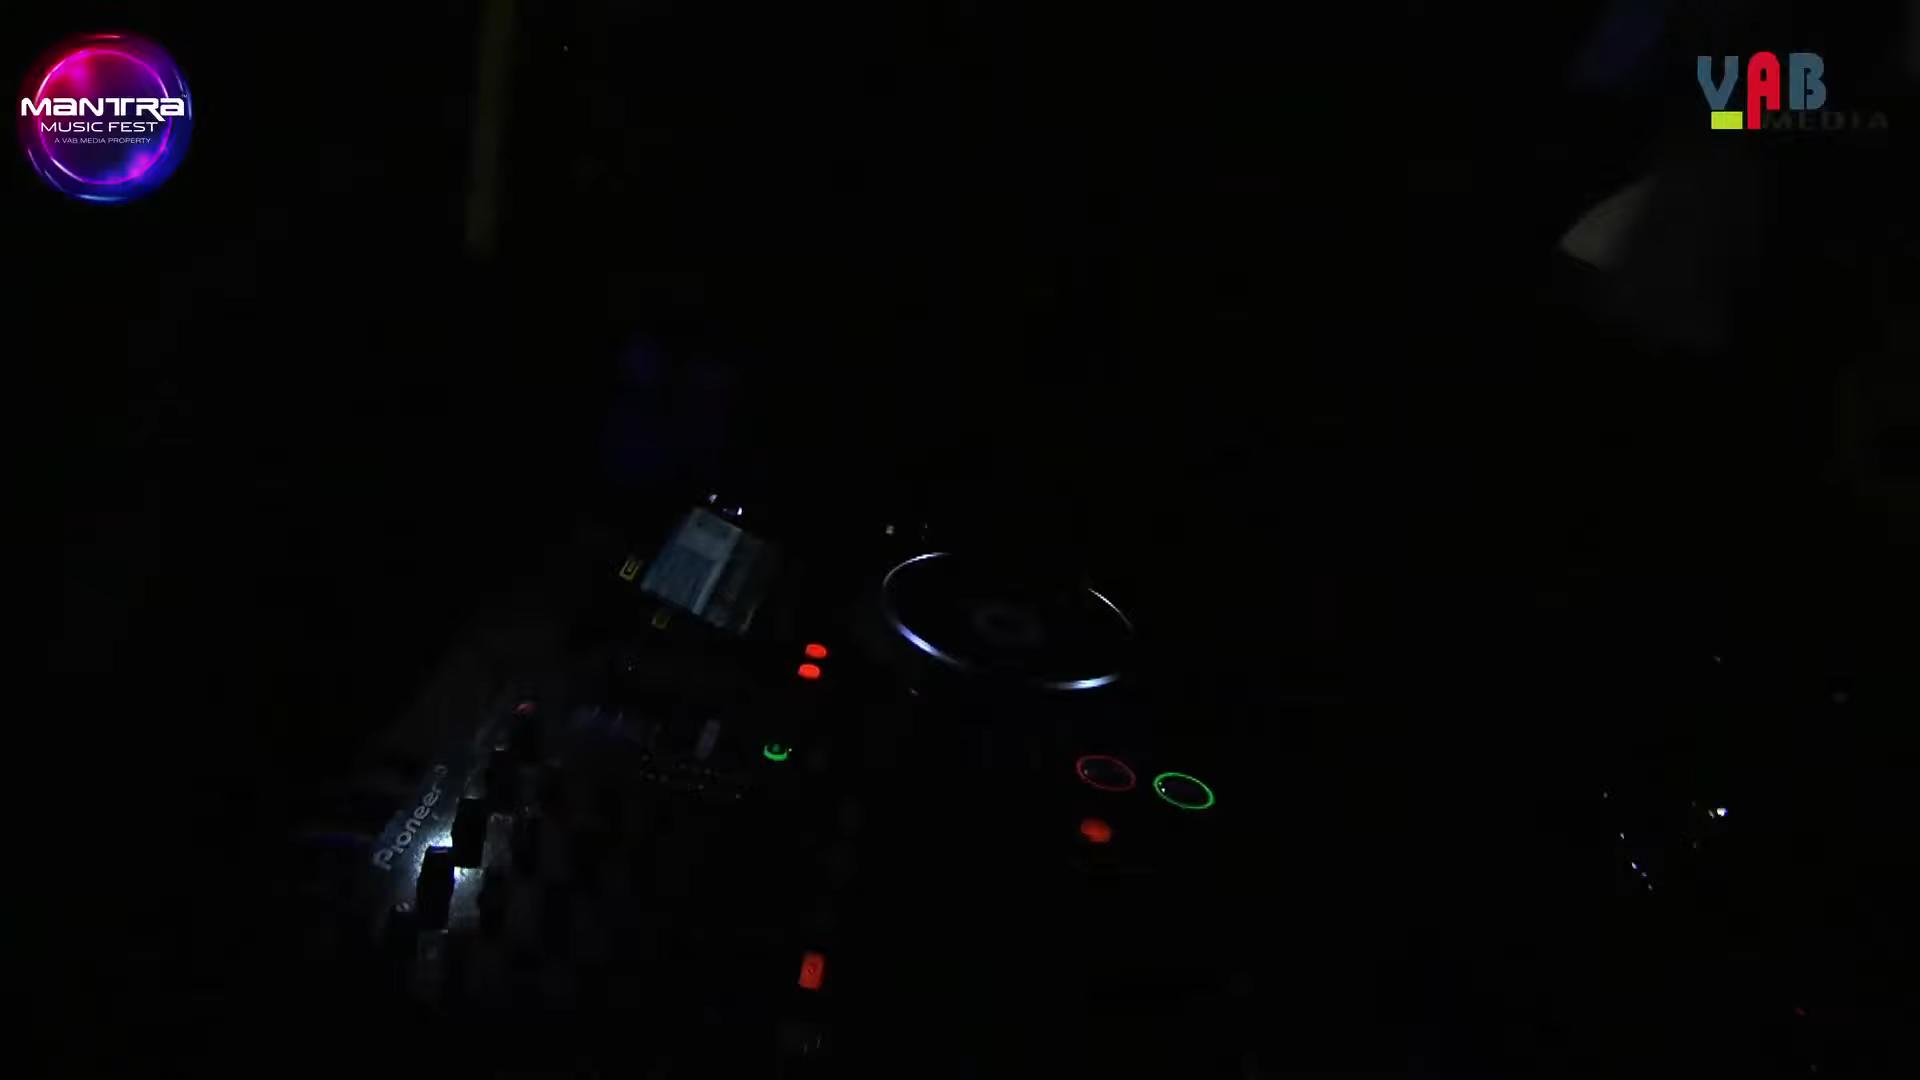 MANTRA
MUSIC FEST
A VAB MEDIA PROPERTY
VAB
MEDIA
Pioneer